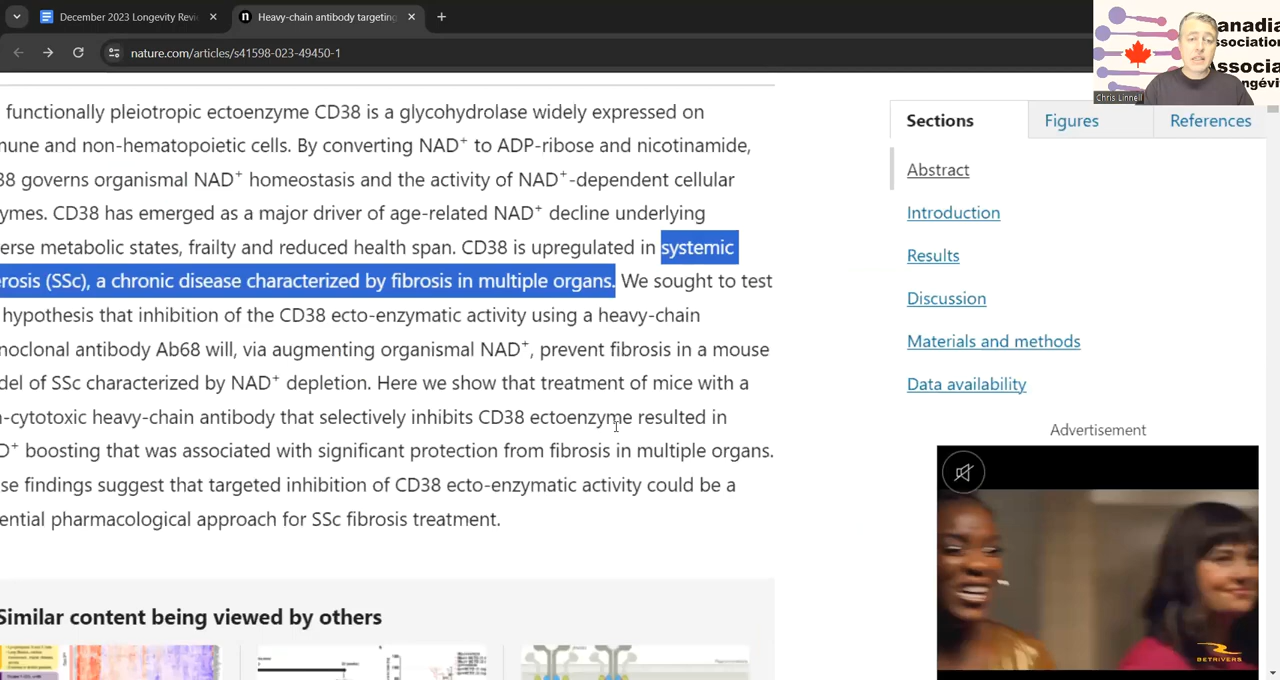 December 2023 Longevity Revi
Heavy-chain antibody targeting
nature.com/articles/s41598-023-49450-1
anadia
ssociation
Associa
ngévi
Chris Linnell
functionally pleiotropic ectoenzyme CD38 is a glycohydrolase widely expressed on
mune and non-hematopoietic cells. By converting NAD+ to ADP-ribose and nicotinamide,
38 governs organismal NAD+ homeostasis and the activity of NAD+-dependent cellular
ymes. CD38 has emerged as a major driver of age-related NAD+ decline underlying
erse metabolic states, frailty and reduced health span. CD38 is upregulated in systemic
erosis (SSc), a chronic disease characterized by fibrosis in multiple organs. We sought to test
hypothesis that inhibition of the CD38 ecto-enzymatic activity using a heavy-chain
noclonal antibody Ab68 will, via augmenting organismal NAD+, prevent fibrosis in a mouse
del of SSc characterized by NAD+ depletion. Here we show that treatment of mice with a
n-cytotoxic heavy-chain antibody that selectively inhibits CD38 ectoenzyme resulted in
D+ boosting that was associated with significant protection from fibrosis in multiple organs.
se findings suggest that targeted inhibition of CD38 ecto-enzymatic activity could be a
ential pharmacological approach for SSc fibrosis treatment.
Similar content being viewed by others
Sections
Figures
References
Abstract
Introduction
Results
Discussion
Materials and methods
Data availability
Advertisement
BETRIVERS